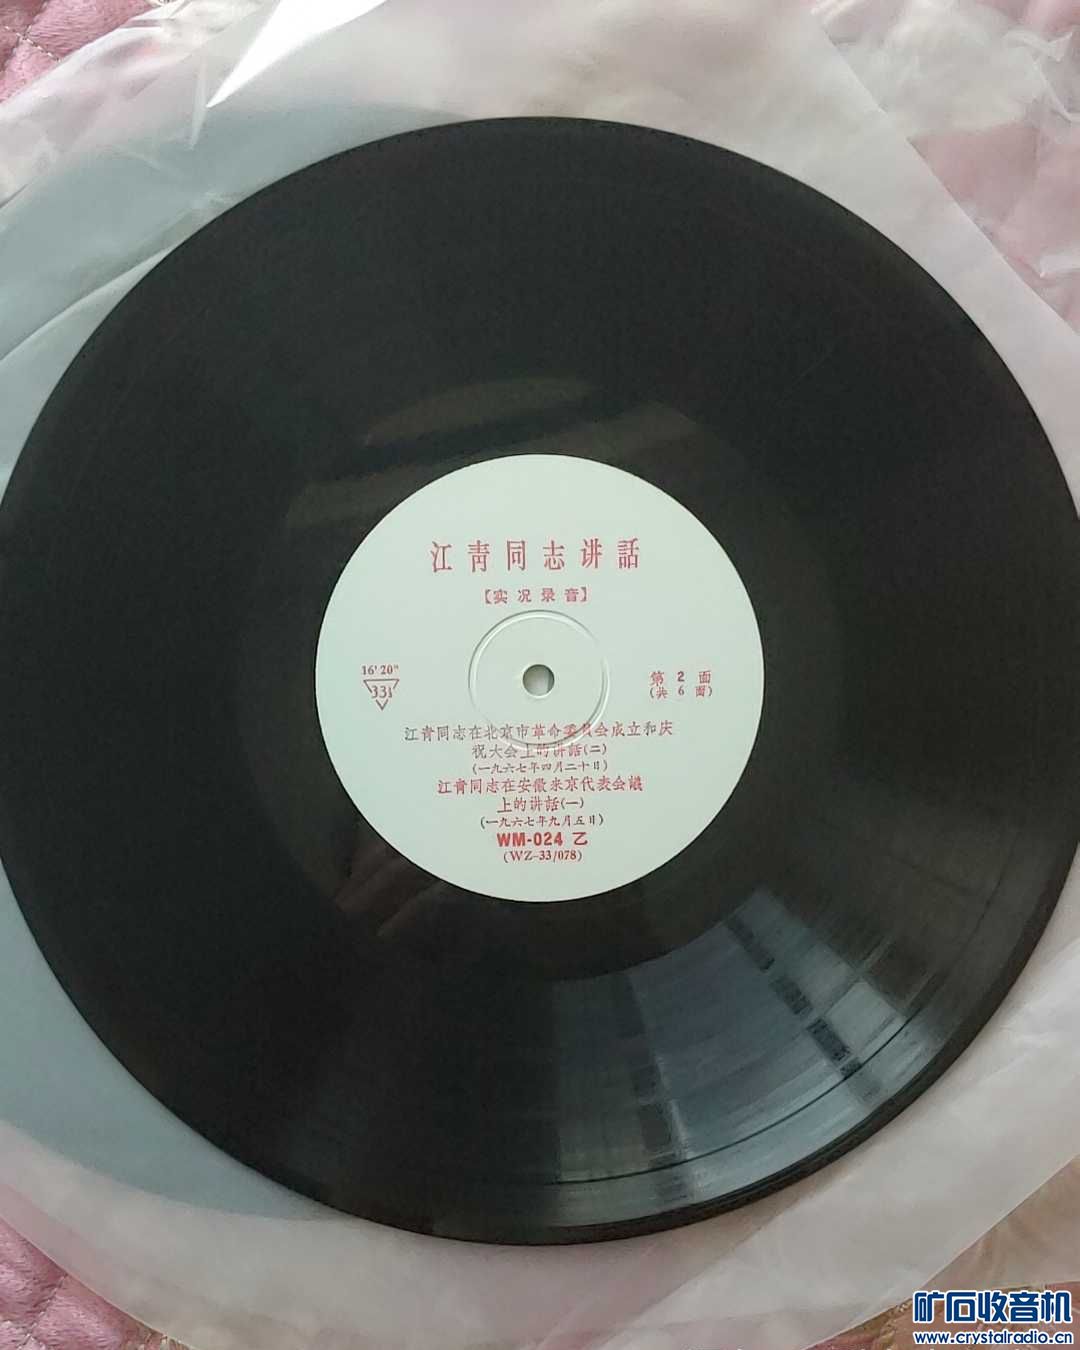 江青同志讲話
【实况录音】
16'20"
33⅓
第 2 面
(共 6 面)
江青同志在北京市革命委员会成立和庆
祝大会上的讲話(二)
(一九六七年四月二十日)
江青同志在安徽来京代表会議
上的讲話(一)
(一九六七年九月五日)
WM-024 乙
(WZ-33/078)
矿石收音机
www.crystalradio.cn